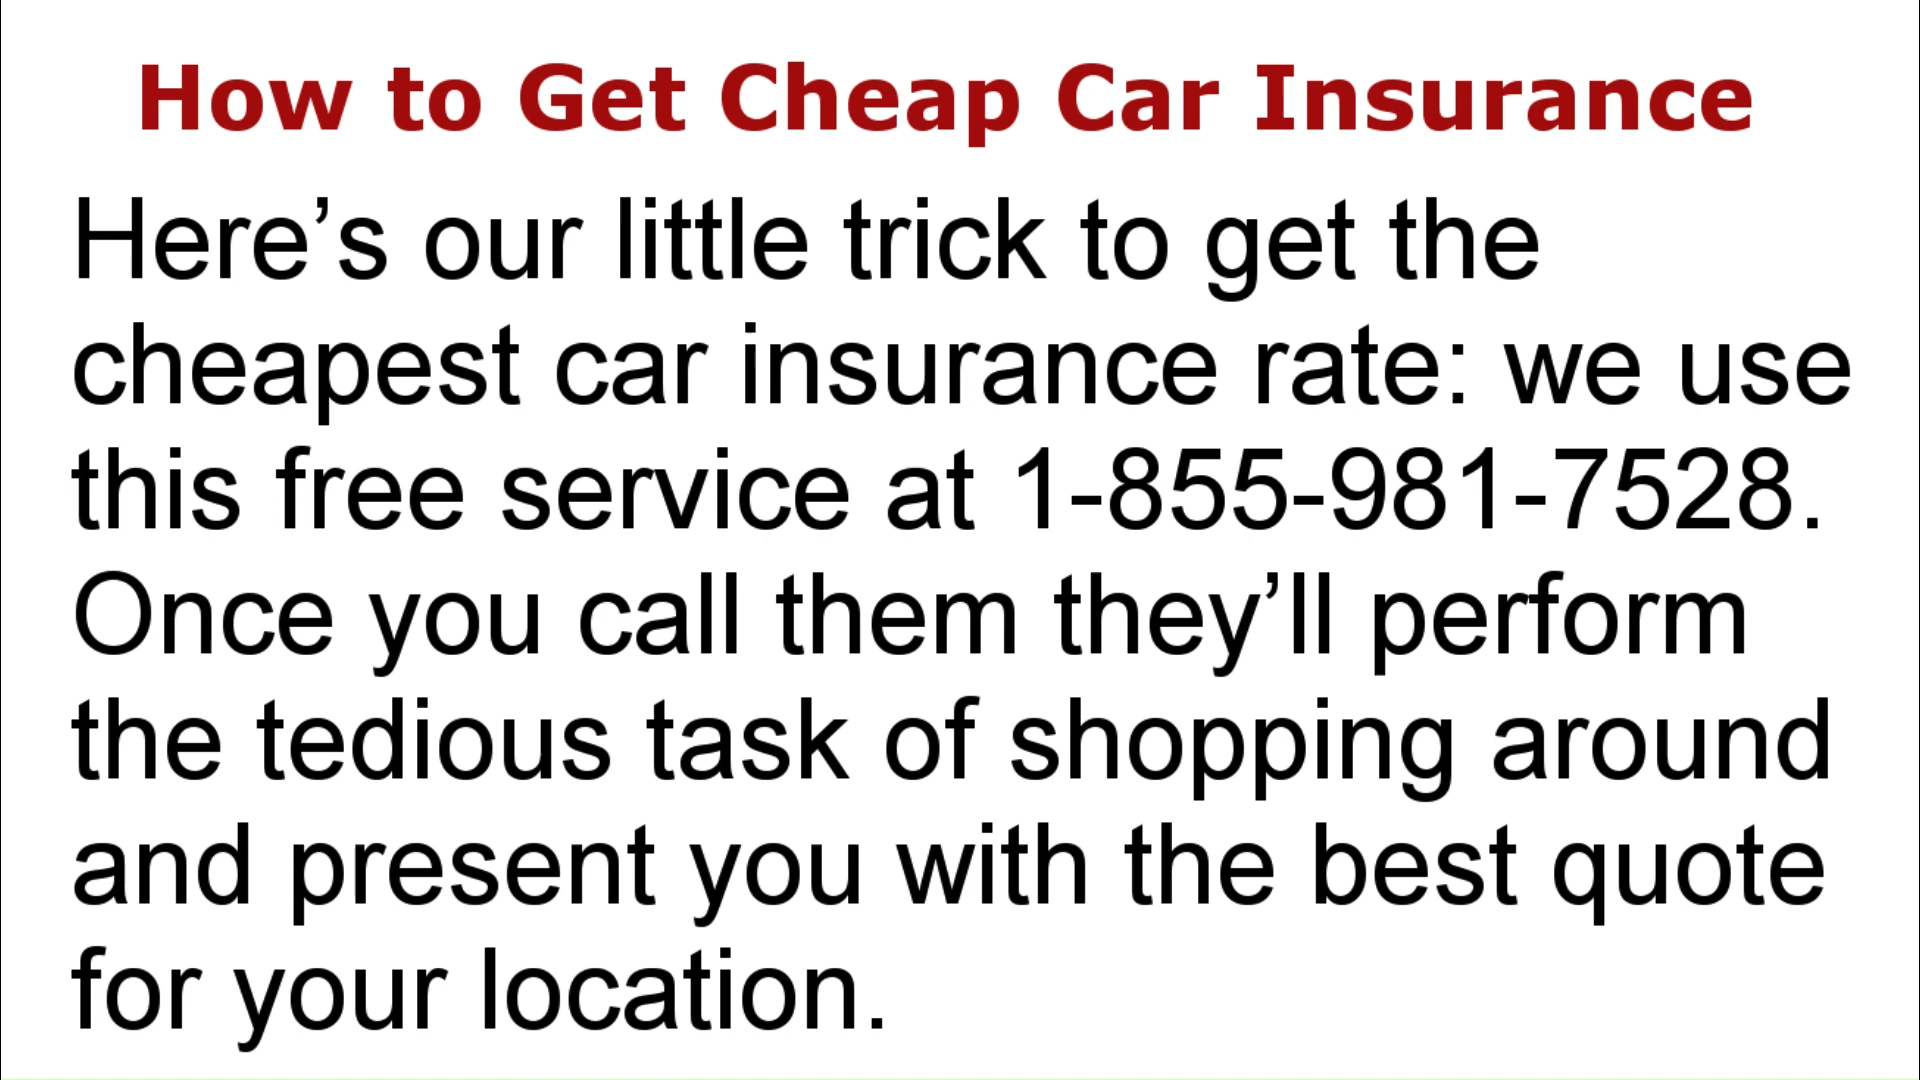 How to Get Cheap Car Insurance
Here’s our little trick to get the
cheapest car insurance rate: we use
this free service at 1-855-981-7528.
Once you call them they’ll perform
the tedious task of shopping around
and present you with the best quote
for your location.